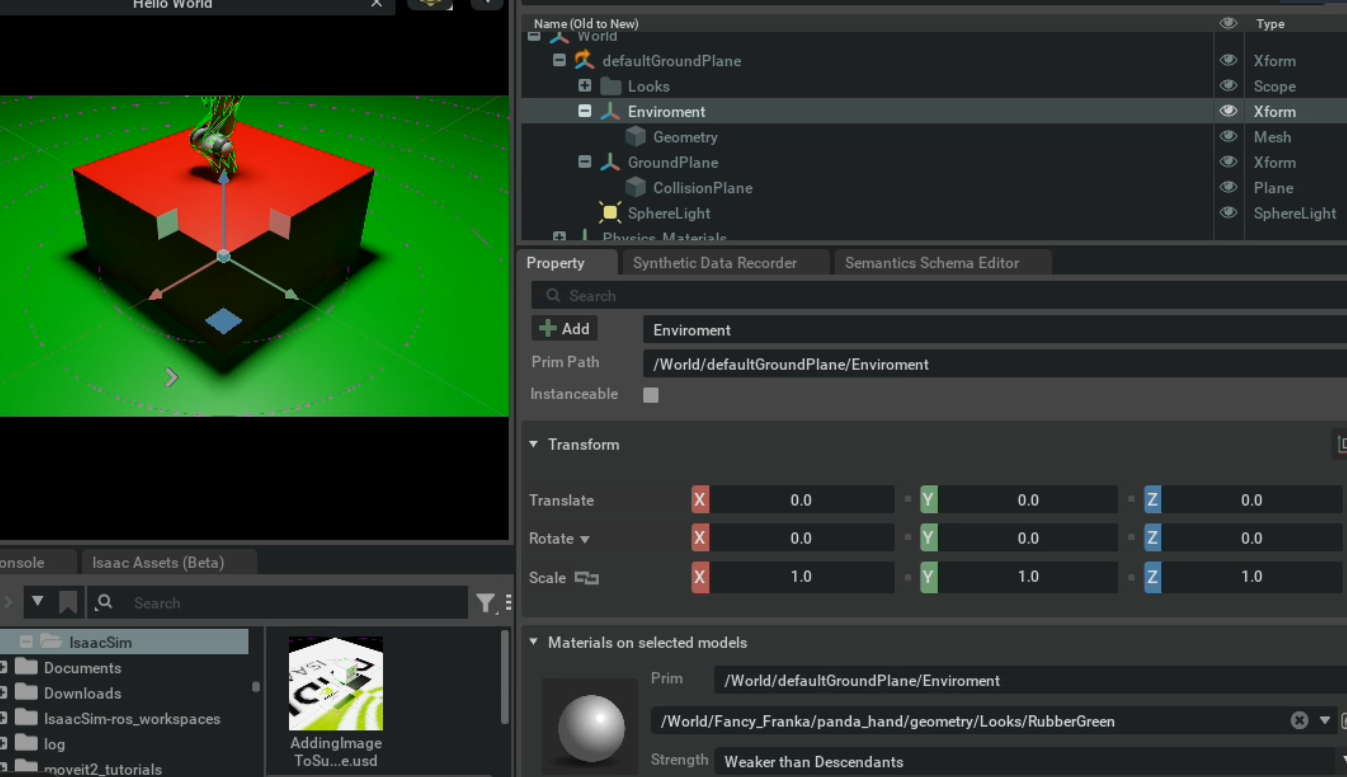 Hello World
Name (Old to New) Type
World
defaultGroundPlane Xform
Looks Scope
Enviroment Xform
Geometry Mesh
GroundPlane Xform
CollisionPlane Plane
SphereLight SphereLight
Physics_Materials
Property Synthetic Data Recorder Semantics Schema Editor
Search
Add Enviroment
Prim Path /World/defaultGroundPlane/Enviroment
Instanceable
Transform
Translate X 0.0 Y 0.0 Z 0.0
Rotate X 0.0 Y 0.0 Z 0.0
Scale X 1.0 Y 1.0 Z 1.0
Materials on selected models
Prim /World/defaultGroundPlane/Enviroment
/World/Fancy_Franka/panda_hand/geometry/Looks/RubberGreen
Strength Weaker than Descendants
onsole Isaac Assets (Beta)
Search
IsaacSim
Documents
Downloads
IsaacSim-ros_workspaces
log
moveit2_tutorials
AddingImage
ToSu...e.usd